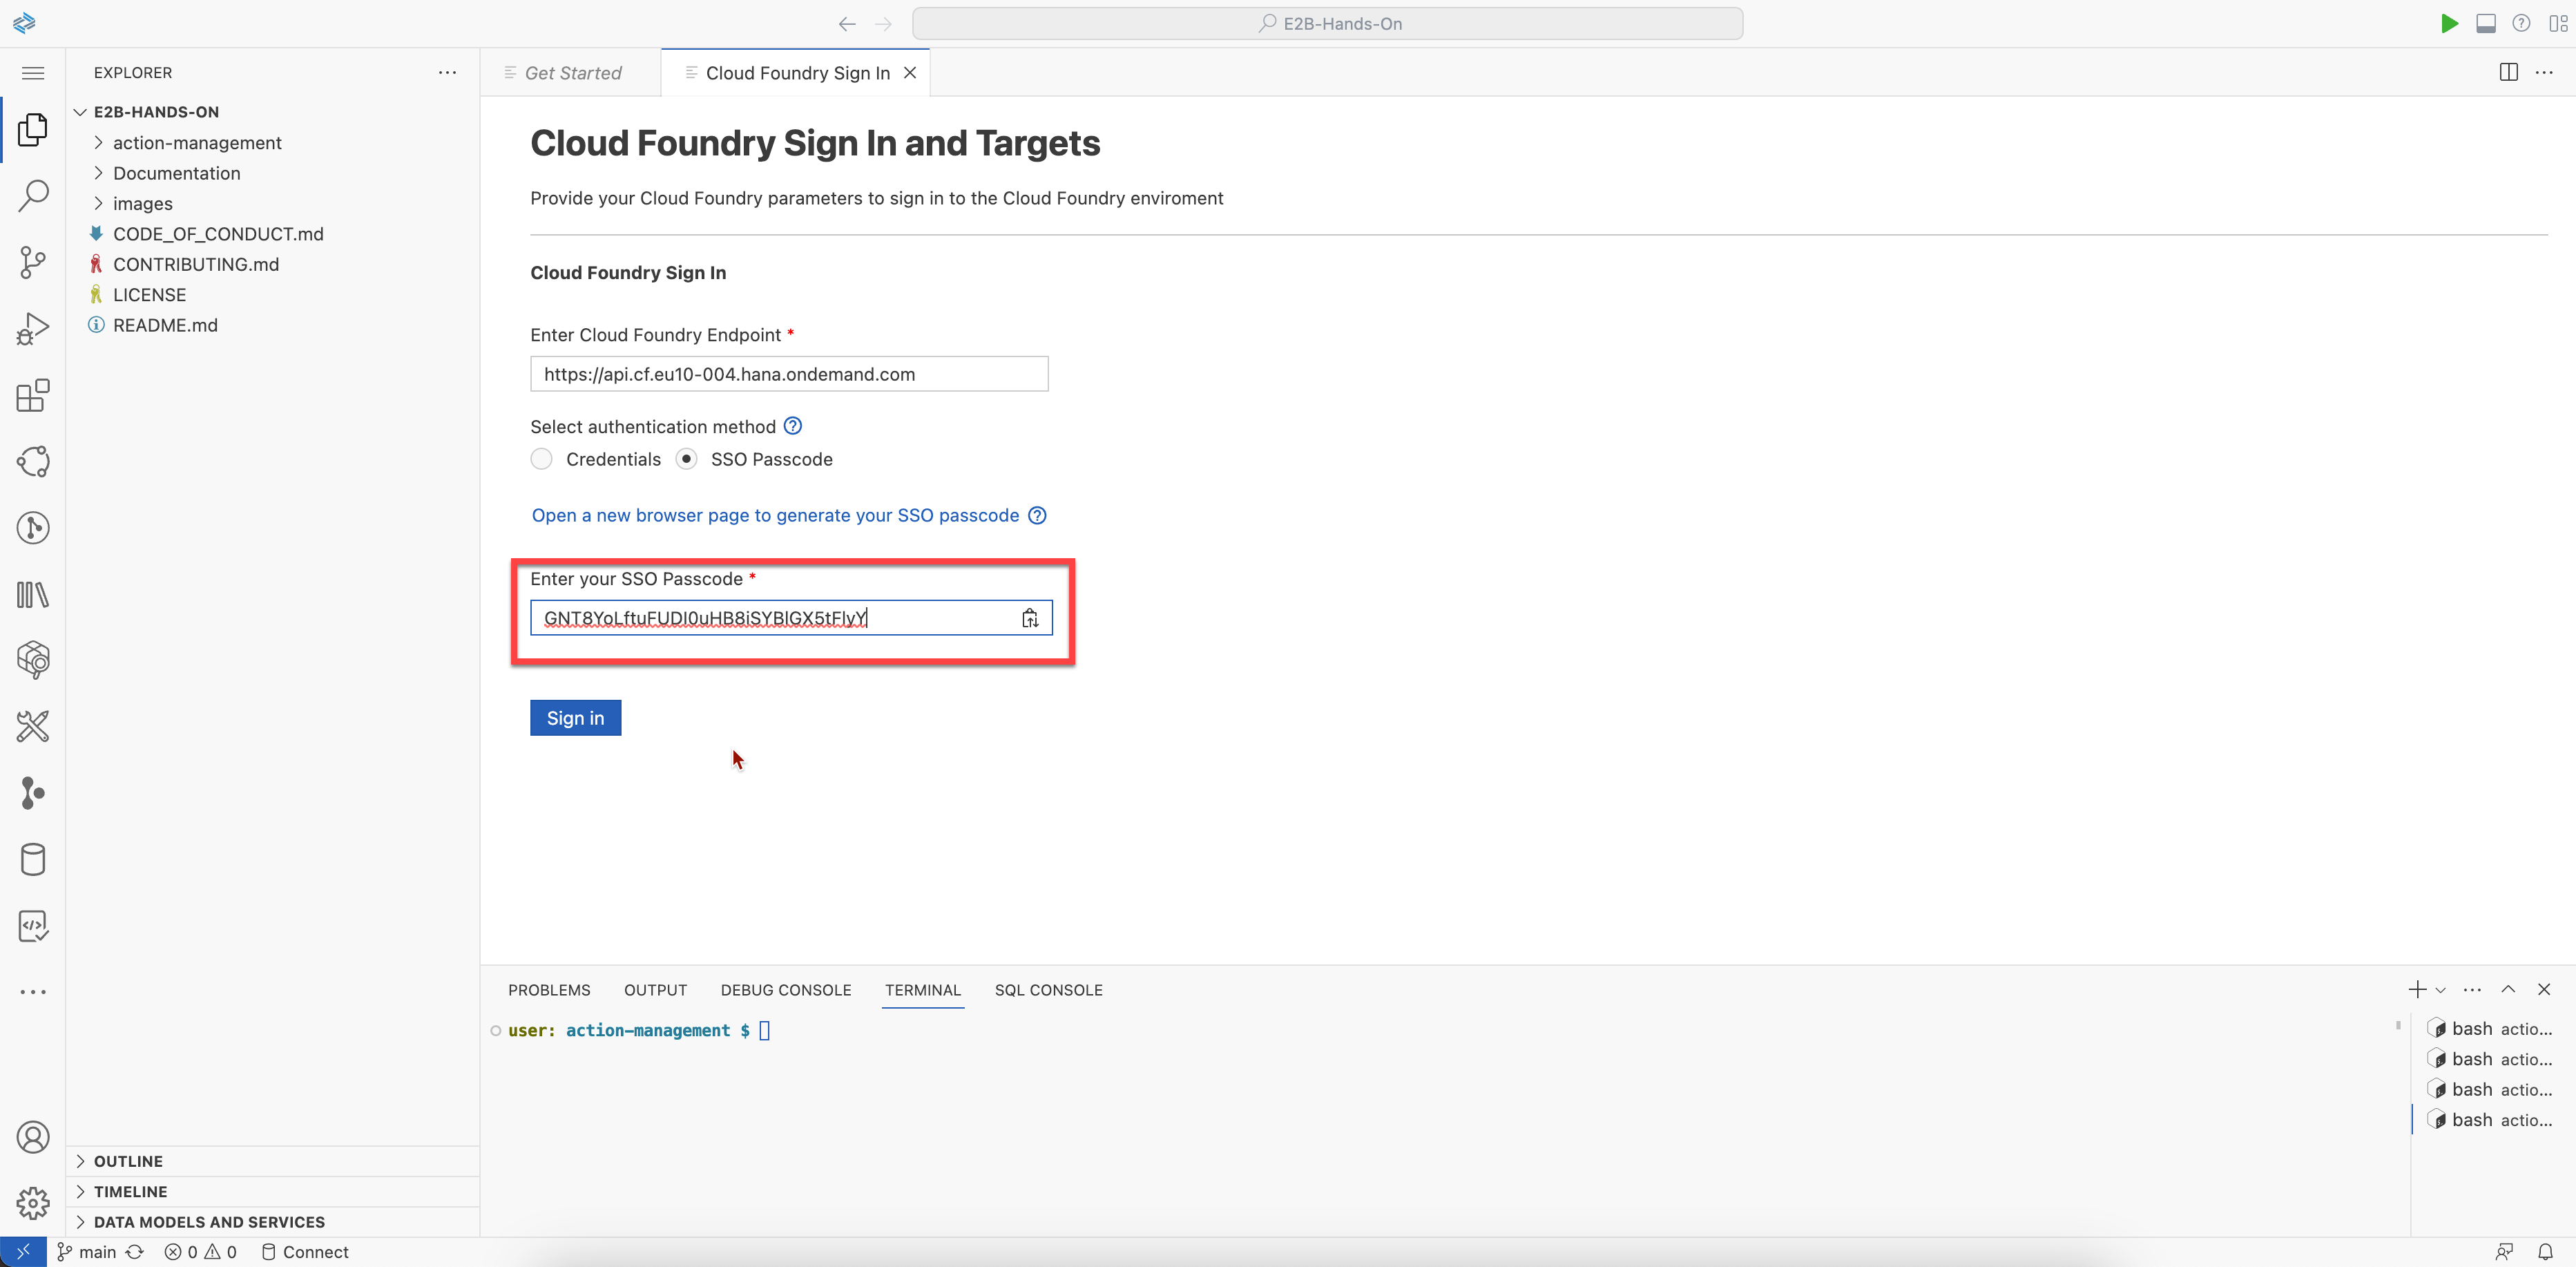 E2B-Hands-On
EXPLORER
Get Started
Cloud Foundry Sign In
E2B-HANDS-ON
action-management
Documentation
images
CODE_OF_CONDUCT.md
CONTRIBUTING.md
LICENSE
README.md
Cloud Foundry Sign In and Targets
Provide your Cloud Foundry parameters to sign in to the Cloud Foundry enviroment
Cloud Foundry Sign In
Enter Cloud Foundry Endpoint *
https://api.cf.eu10-004.hana.ondemand.com
Select authentication method
Credentials SSO Passcode
Open a new browser page to generate your SSO passcode
Enter your SSO Passcode *
GNT8YoLftuFUDI0uHB8iSYBlGX5tFlyY
Sign in
PROBLEMS OUTPUT DEBUG CONSOLE TERMINAL SQL CONSOLE
user: action-management $
bash actio...
bash actio...
bash actio...
bash actio...
OUTLINE
TIMELINE
DATA MODELS AND SERVICES
main 0 0 Connect